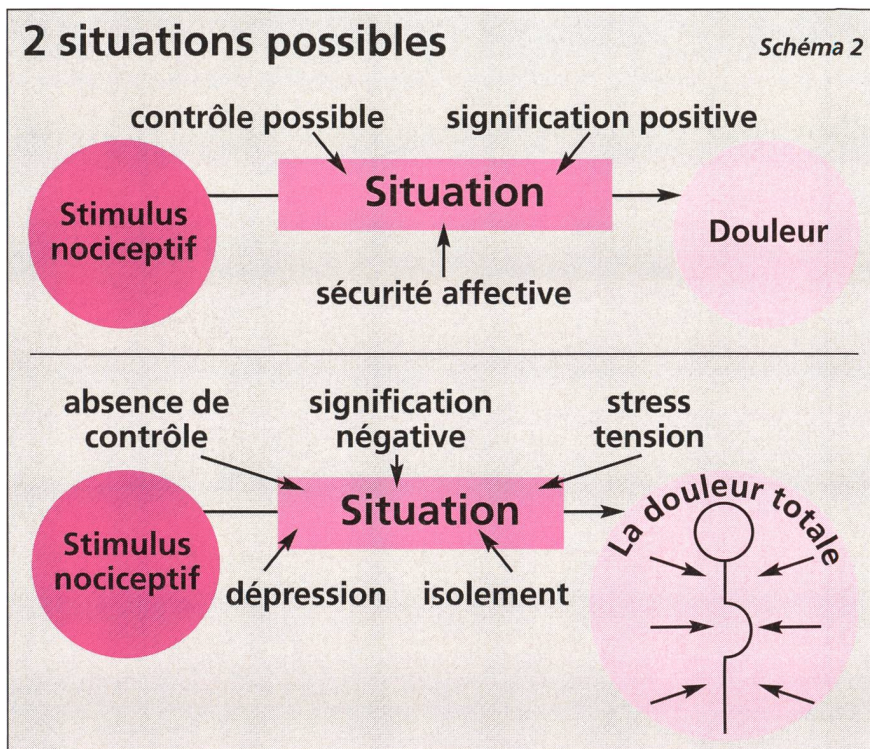 2 situations possibles
Schéma 2
contrôle possible
signification positive
Stimulus
nociceptif
Situation
Douleur
sécurité affective
absence de
contrôle
signification
négative
stress
tension
Stimulus
nociceptif
Situation
La douleur totale
dépression
isolement